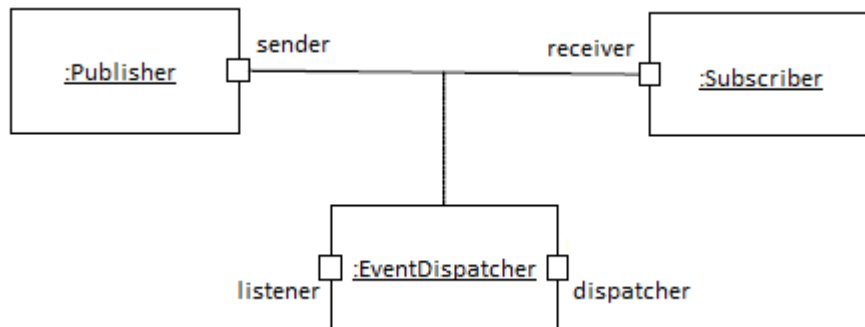 sender
receiver
:Publisher
:Subscriber
:EventDispatcher
listener
dispatcher